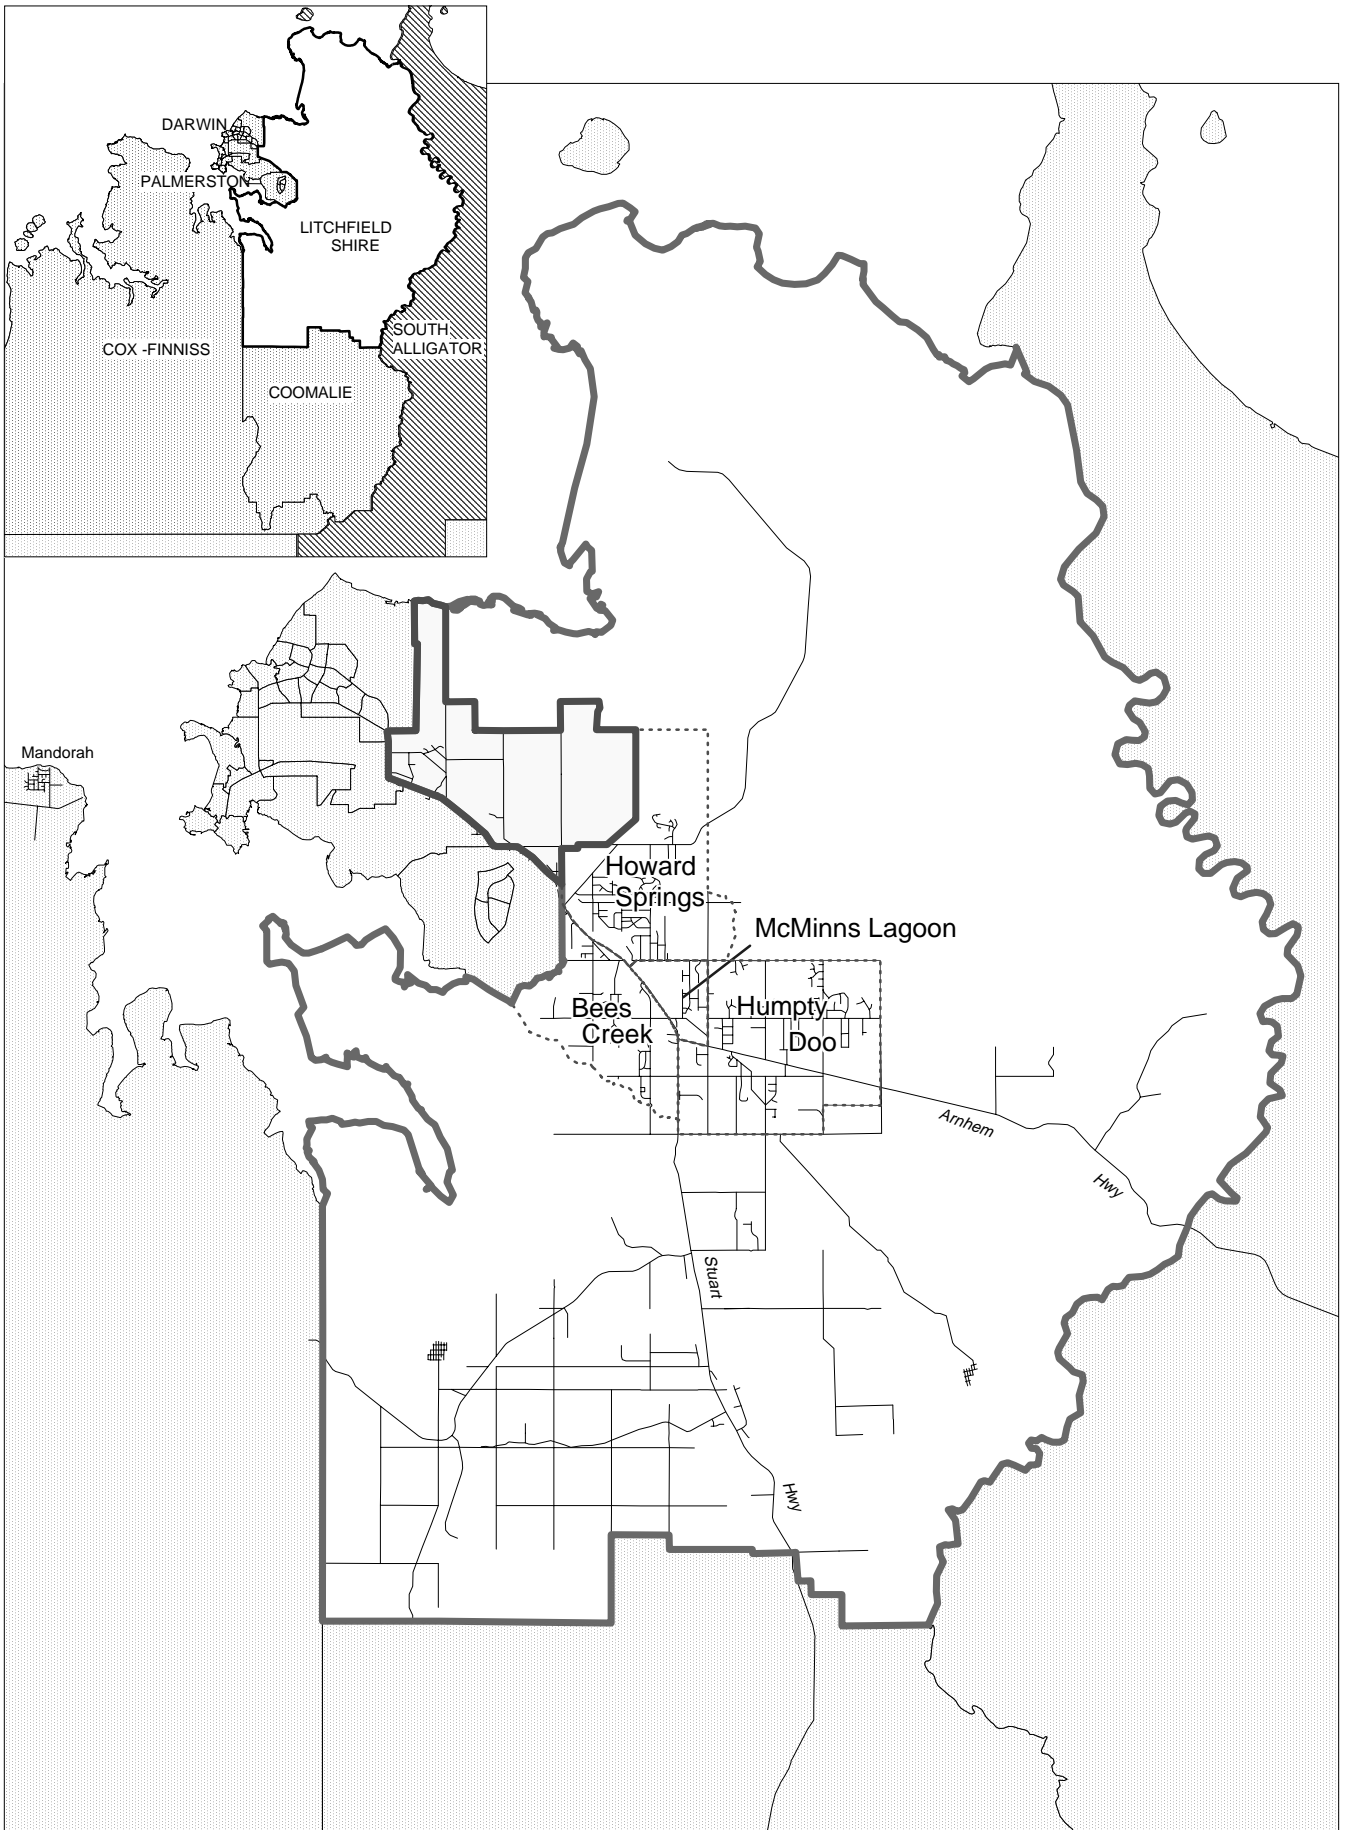 DARWIN
PALMERSTON
LITCHFIELD
SHIRE
SOUTH
ALLIGATOR
COX -FINNISS
COOMALIE
Mandorah
Howard
Springs
McMinns Lagoon
Bees
Creek
Humpty
Doo
Arnhem
Hwy
Stuart
Hwy